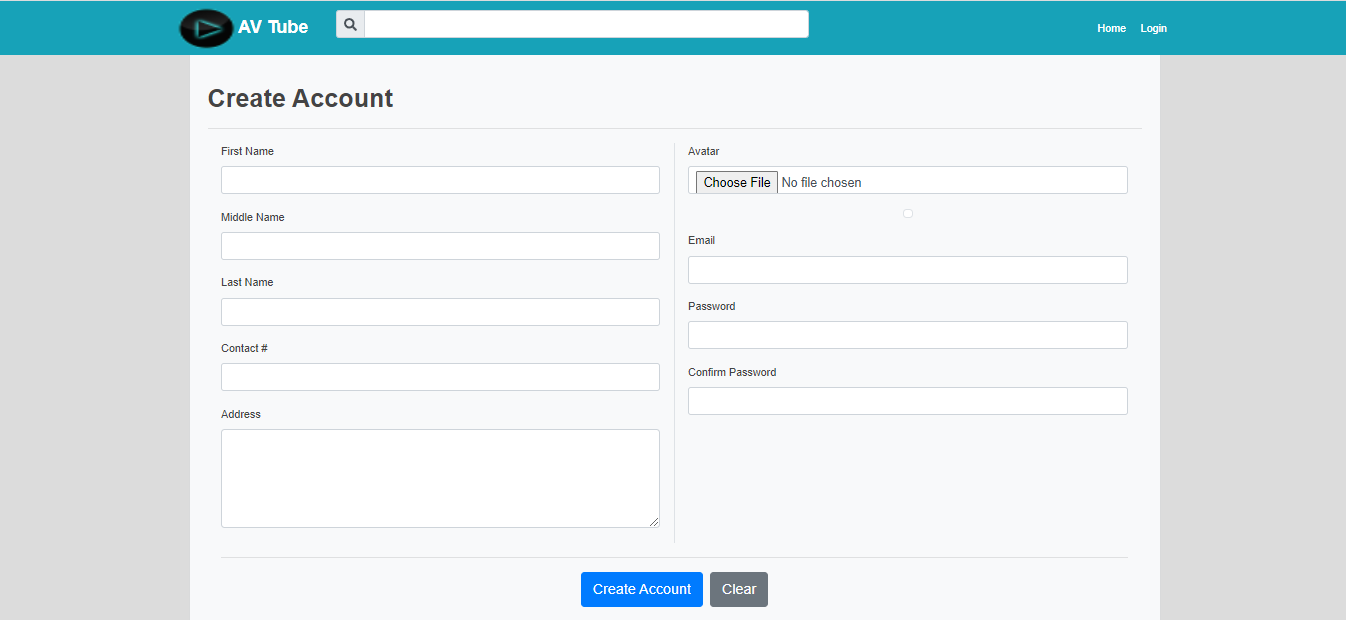 AV Tube
Home Login
Create Account
First Name
Middle Name
Last Name
Contact #
Address
Avatar
Choose File No file chosen
Email
Password
Confirm Password
Create Account Clear